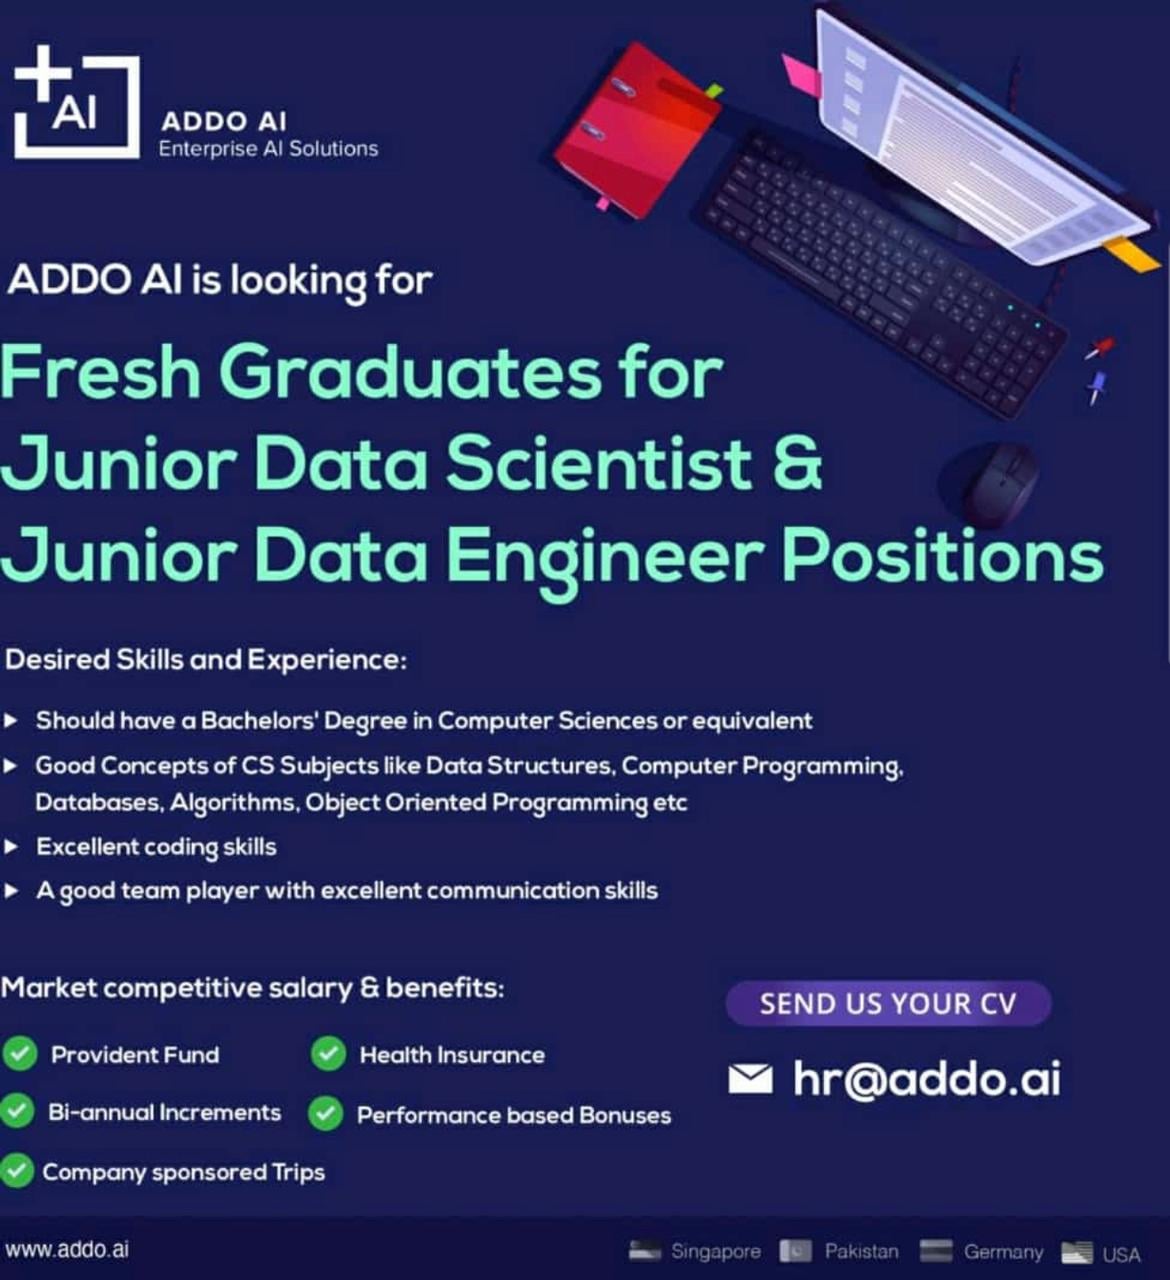 AI
ADDO AI
Enterprise AI Solutions
ADDO AI is looking for
Fresh Graduates for
Junior Data Scientist &
Junior Data Engineer Positions
Desired Skills and Experience:
Should have a Bachelors' Degree in Computer Sciences or equivalent
Good Concepts of CS Subjects like Data Structures, Computer Programming,
Databases, Algorithms, Object Oriented Programming etc
Excellent coding skills
A good team player with excellent communication skills
Market competitive salary & benefits:
Provident Fund
Health Insurance
Bi-annual Increments
Performance based Bonuses
Company sponsored Trips
SEND US YOUR CV
hr@addo.ai
www.addo.ai
Singapore Pakistan Germany USA